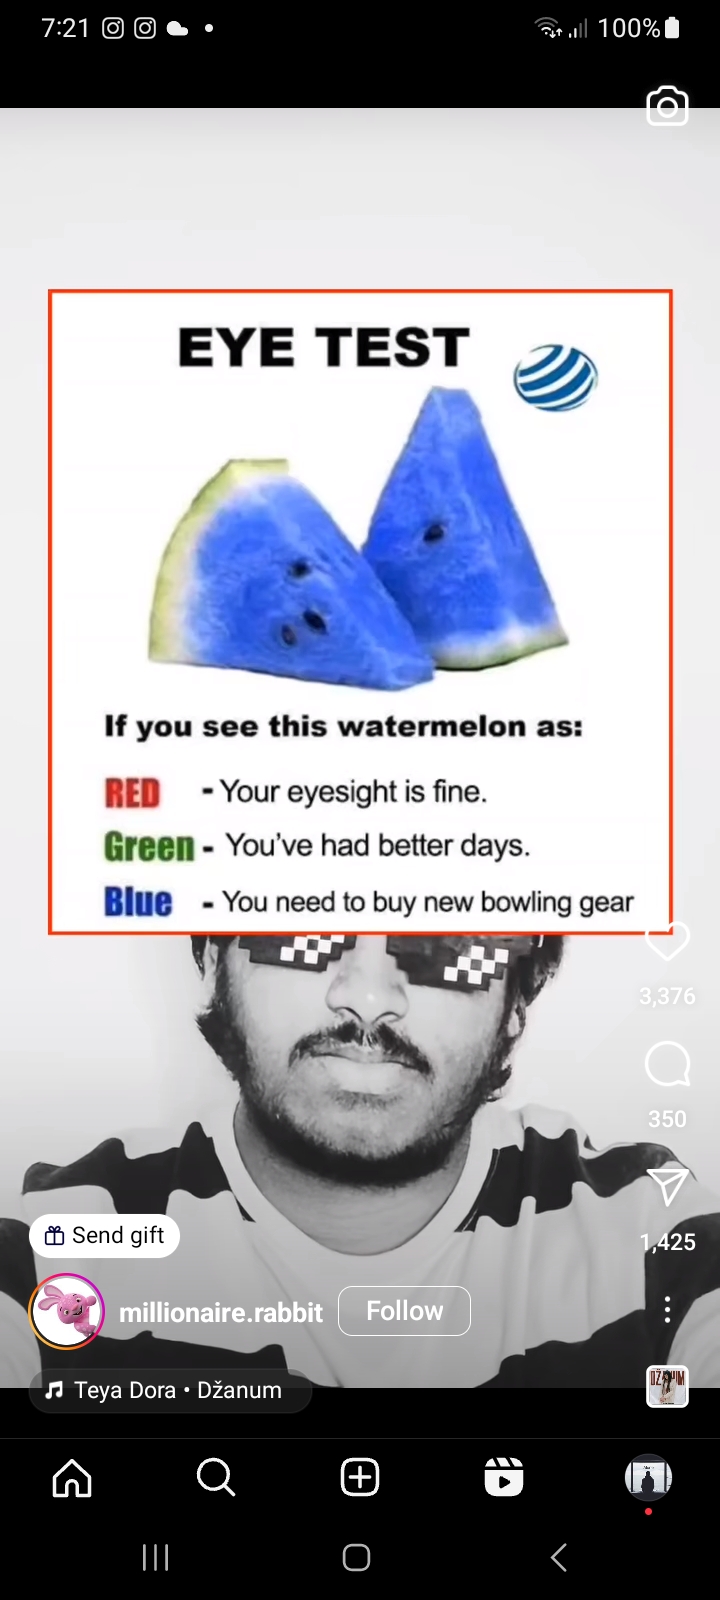 7:21
100%
EYE TEST
If you see this watermelon as:
RED - Your eyesight is fine.
Green - You've had better days.
Blue - You need to buy new bowling gear
3,376
350
Send gift
1,425
millionaire.rabbit Follow
Teya Dora • Džanum